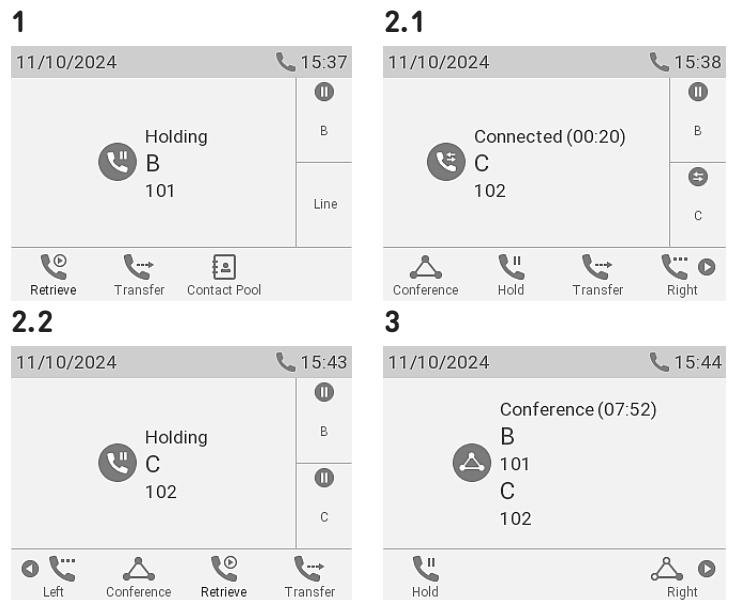 1
11/10/2024 15:37
Holding
B
101
B
Line
Retrieve Transfer Contact Pool
2.1
11/10/2024 15:38
Connected (00:20)
C
102
B
C
Conference Hold Transfer Right
2.2
11/10/2024 15:43
Holding
C
102
B
C
Left Conference Retrieve Transfer
3
11/10/2024 15:44
Conference (07:52)
B
101
C
102
Hold Right